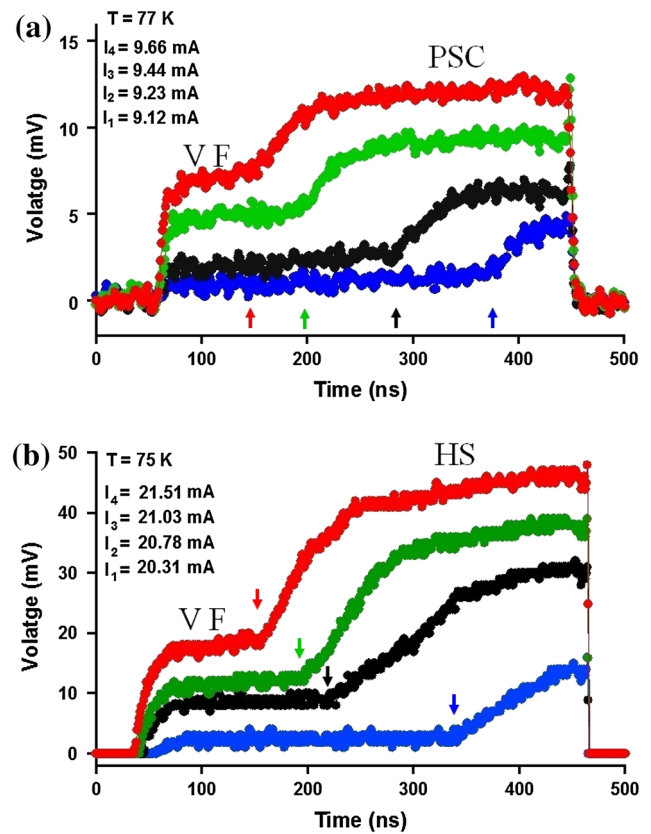 (a)
T = 77 K
I4 = 9.66 mA
I3 = 9.44 mA
I2 = 9.23 mA
I1 = 9.12 mA
PSC
V F
15
10
5
0
Volatge (mV)
0 100 200 300 400 500
Time (ns)
(b)
T = 75 K
I4= 21.51 mA
I3= 21.03 mA
I2= 20.78 mA
I1= 20.31 mA
HS
V F
50
40
30
20
10
0
Volatge (mV)
0 100 200 300 400 500
Time (ns)